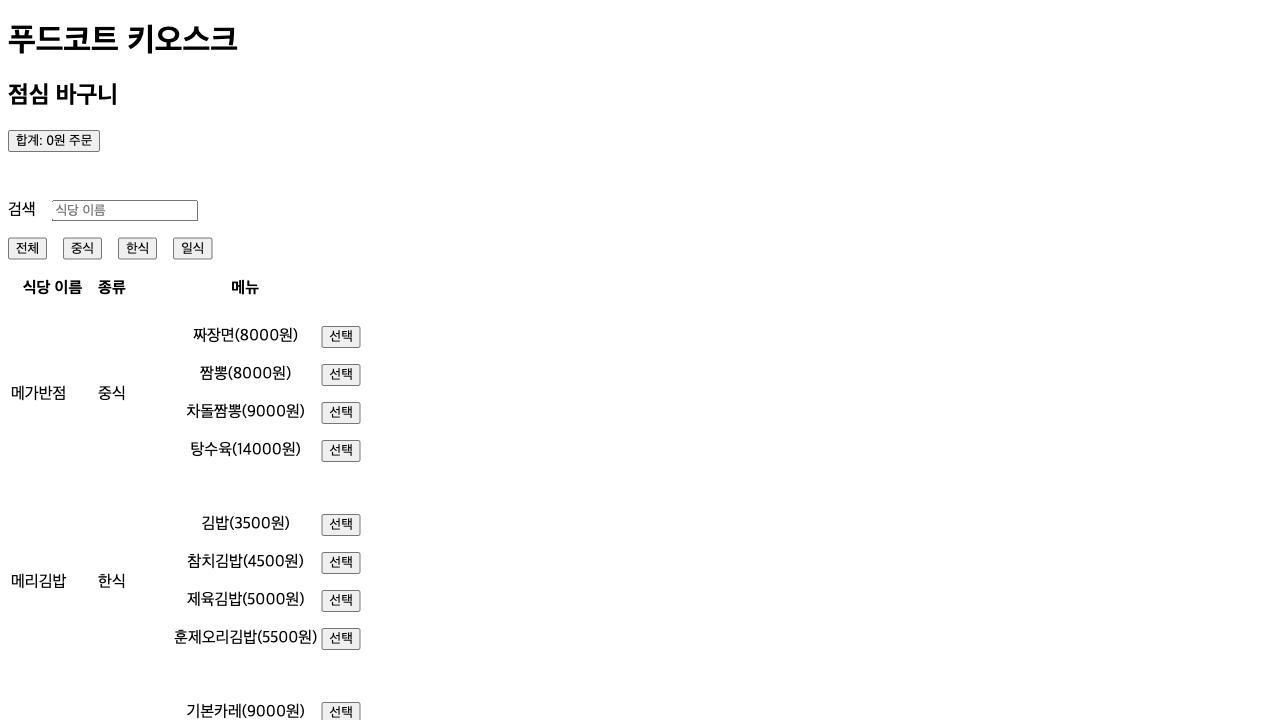 푸드코트 키오스크
점심 바구니
합계: 0원 주문
검색 식당 이름
전체 중식 한식 일식
식당 이름 종류 메뉴
짜장면(8000원) 선택
짬뽕(8000원) 선택
메가반점 중식
차돌짬뽕(9000원) 선택
탕수육(14000원) 선택
김밥(3500원) 선택
참치김밥(4500원) 선택
메리김밥 한식
제육김밥(5000원) 선택
훈제오리김밥(5500원) 선택
기본카레(9000원) 선택